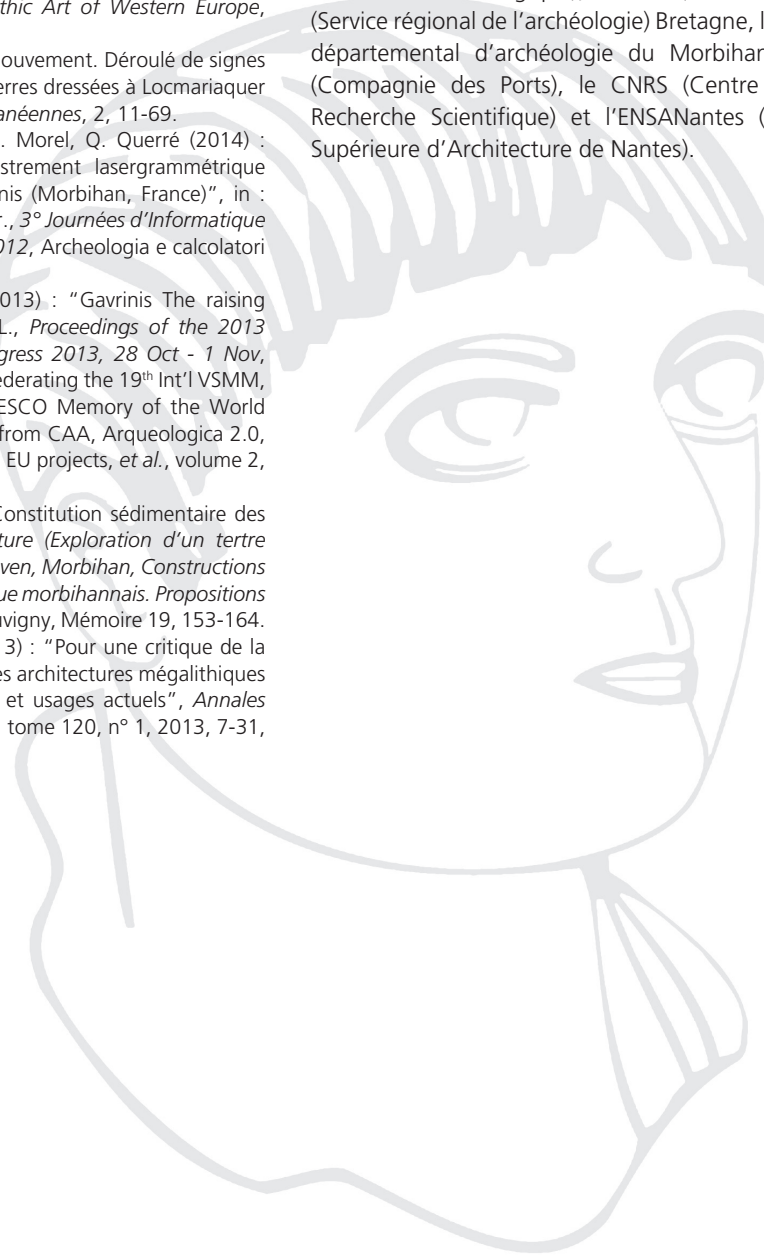 thic Art of Western Europe,
ouvement. Déroulé de signes
erres dressées à Locmariaquer
anéennes, 2, 11-69.
. Morel, Q. Querré (2014) :
strement lasergrammétrique
nis (Morbihan, France)”, in :
., 3° Journées d’Informatique
012, Archeologia e calcolatori
013) : “Gavrinis The raising
L., Proceedings of the 2013
gress 2013, 28 Oct - 1 Nov,
ederating the 19th Int’l VSMM,
ESCO Memory of the World
from CAA, Arqueologica 2.0,
EU projects, et al., volume 2,
Constitution sédimentaire des
ture (Exploration d’un tertre
ven, Morbihan, Constructions
ue morbihannais. Propositions
uvigny, Mémoire 19, 153-164.
3) : “Pour une critique de la
es architectures mégalithiques
et usages actuels”, Annales
tome 120, n° 1, 2013, 7-31,
(Service régional de l’archéologie) Bretagne, l
départemental d’archéologie du Morbihan
(Compagnie des Ports), le CNRS (Centre
Recherche Scientifique) et l’ENSANantes (
Supérieure d’Architecture de Nantes).